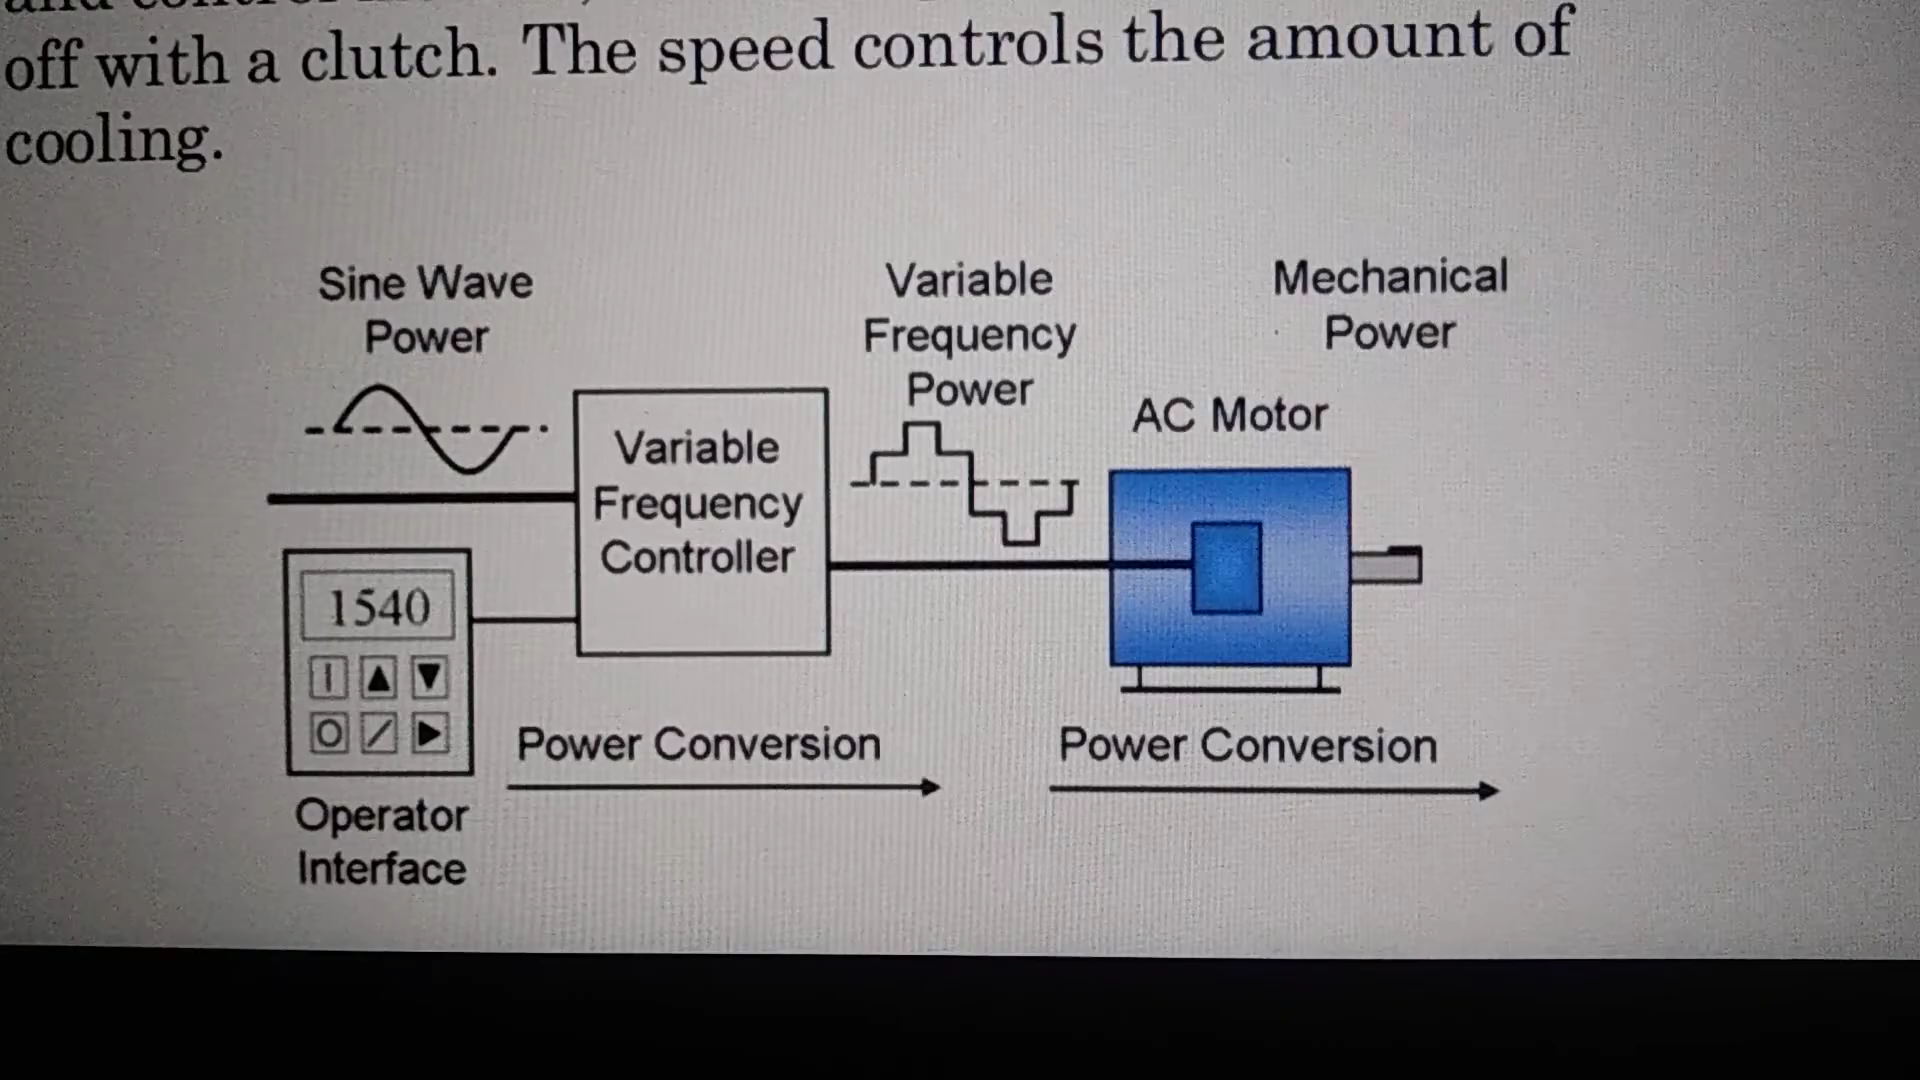 off with a clutch. The speed controls the amount of
cooling.
Sine Wave
Power
Variable
Frequency
Power
Mechanical
Power
AC Motor
Variable
Frequency
Controller
1540
Power Conversion
Power Conversion
Operator
Interface